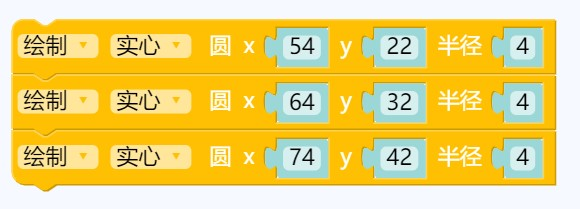 绘制 实心 圆 x 54 y 22 半径 4
绘制 实心 圆 x 64 y 32 半径 4
绘制 实心 圆 x 74 y 42 半径 4